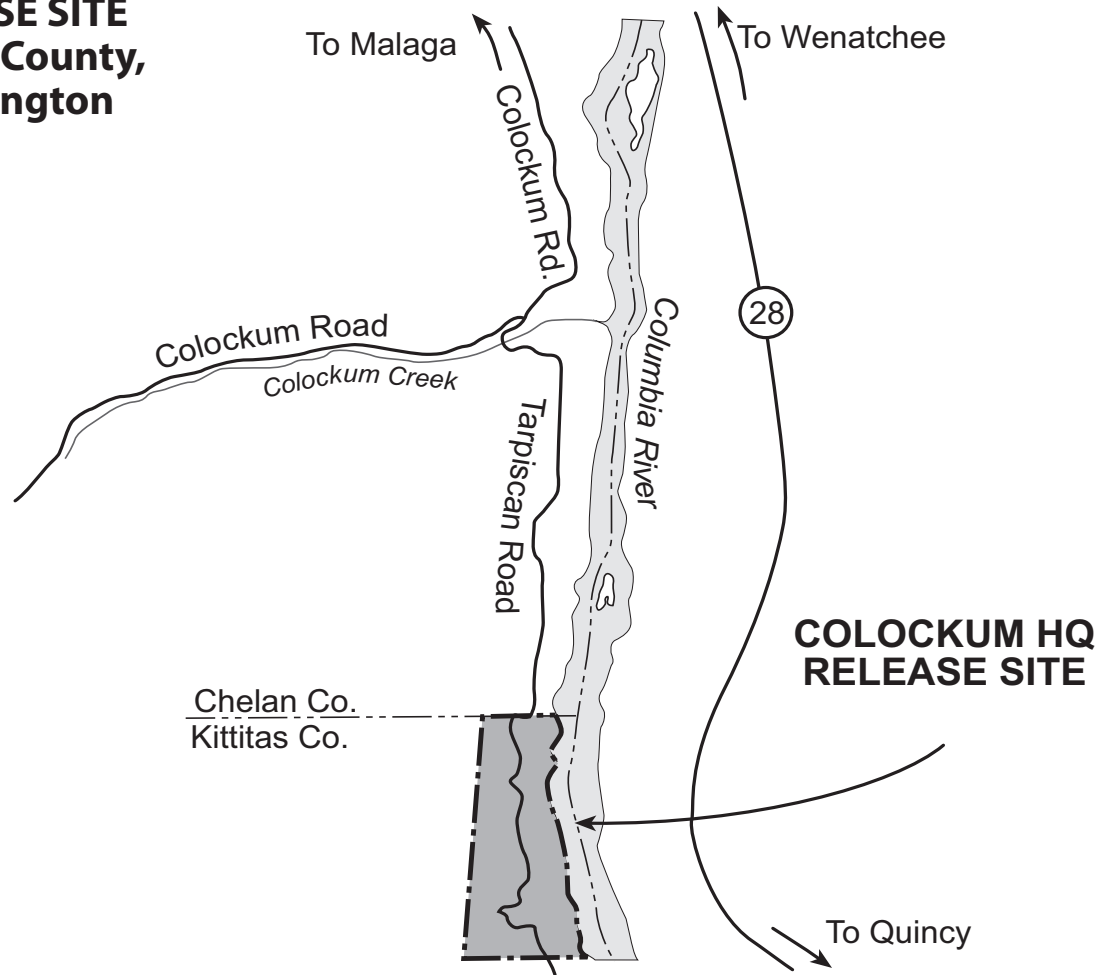 SE SITE
County,
ngton
To Malaga
To Wenatchee
Colockum Rd.
28
Colockum Road
Colockum Creek
Columbia River
Tarpiscan Road
COLOCKUM HQ
RELEASE SITE
Chelan Co.
Kittitas Co.
To Quincy